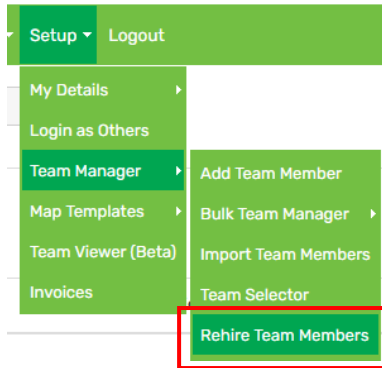 Setup Logout
My Details
Login as Others
Team Manager
Add Team Member
Map Templates
Bulk Team Manager
Team Viewer (Beta)
Import Team Members
Invoices
Team Selector
Rehire Team Members